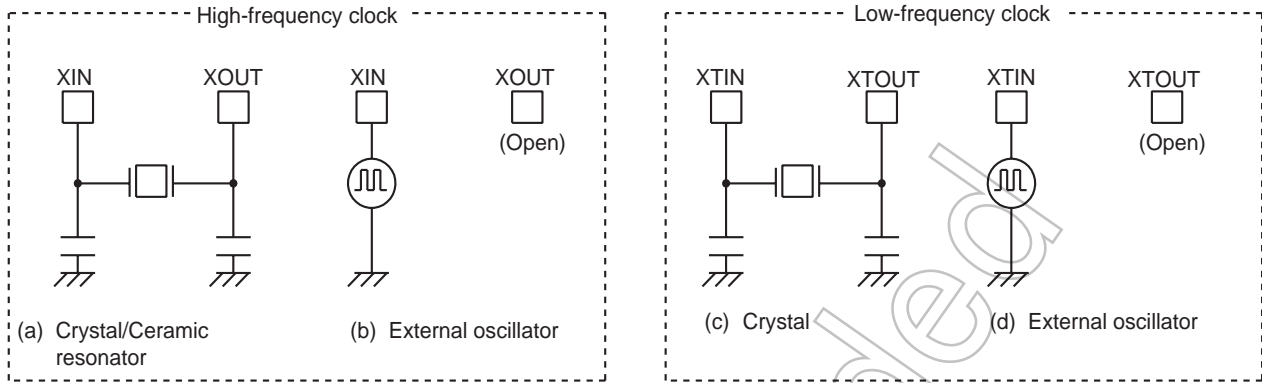 High-frequency clock
XIN XOUT XIN XOUT
(Open)
(a) Crystal/Ceramic
resonator
(b) External oscillator
Low-frequency clock
XTIN XTOUT XTIN XTOUT
(Open)
(c) Crystal
(d) External oscillator
ded